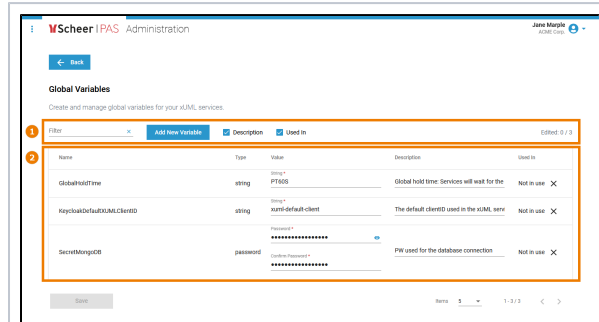 Scheer PAS Administration
Jane Marple
ACME Corp.
Back
Global Variables
Create and manage global variables for your xUML services.
1
Filter × Add New Variable Description Used In Edited: 0 / 3
2
Name Type Value Description Used In
String *
GlobalHoldTime string PT60S Global hold time: Services will wait for the Not in use
String *
KeycloakDefaultXUMLClientID string xuml-default-client The default clientID used in the xUML servi Not in use
Password *
••••••••••••••••
SecretMongoDB password PW used for the database connection Not in use
Confirm Password *
••••••••••••••••
Save Items 5 1 - 3 / 3